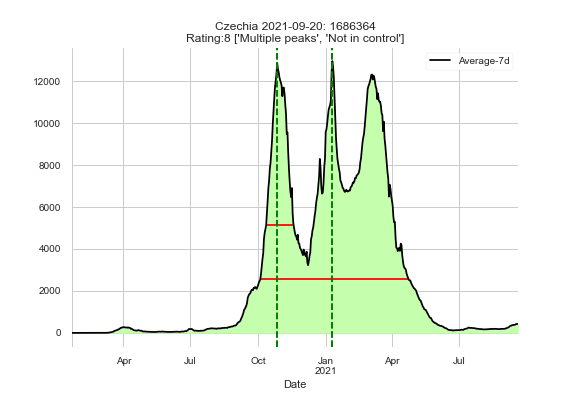 Czechia 2021-09-20: 1686364
Rating:8 ['Multiple peaks', 'Not in control']
Average-7d
12000
10000
8000
6000
4000
2000
0
Apr Jul Oct Jan Apr Jul
2021
Date